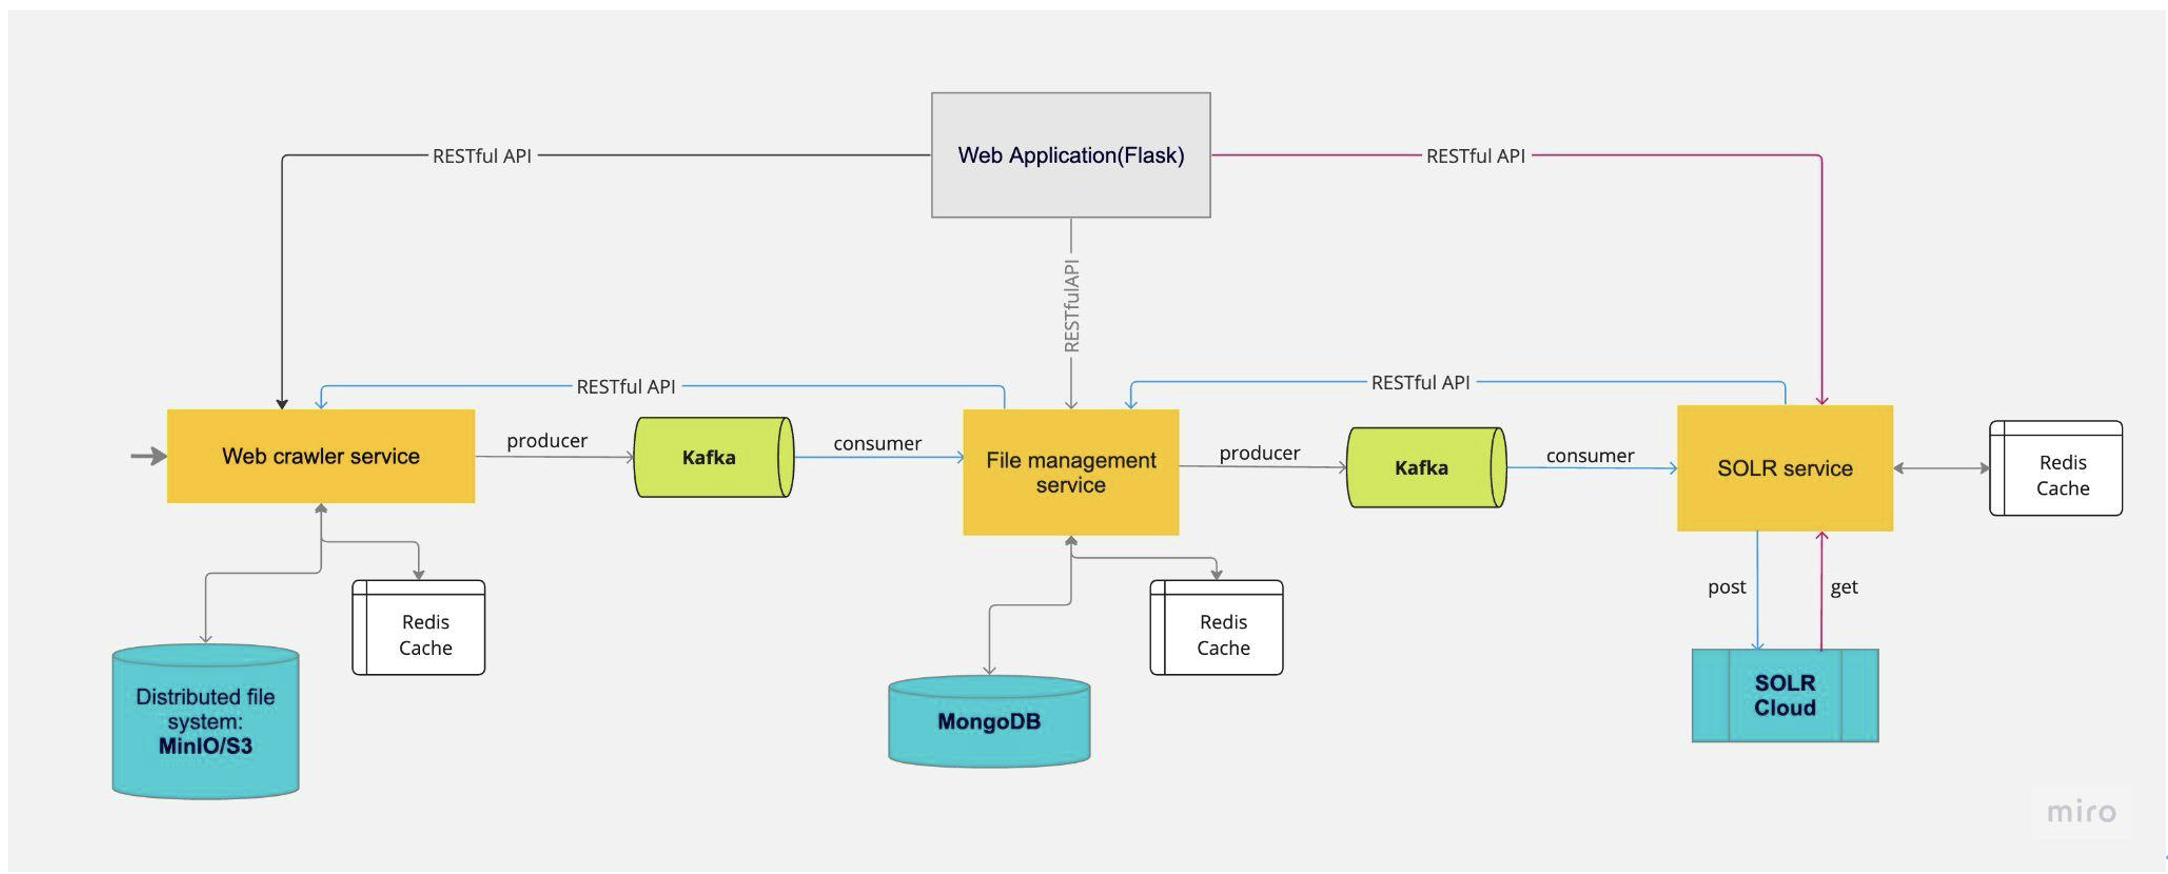 Web Application(Flask)
RESTful API
RESTful API
RESTfulAPI
RESTful API
RESTful API
Web crawler service
producer
Kafka
consumer
File management
service
producer
Kafka
consumer
SOLR service
Redis
Cache
Redis
Cache
Redis
Cache
post
get
Distributed file
system:
MinIO/S3
MongoDB
SOLR
Cloud
miro